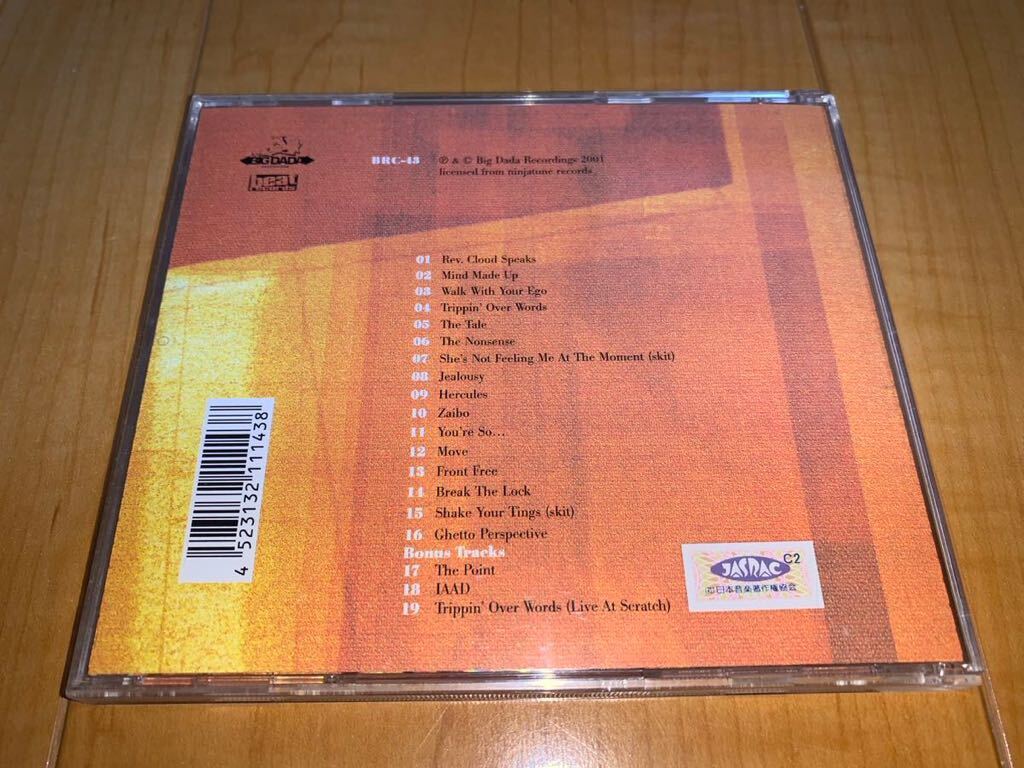 BIG DADA
beat records
BRC-43
℗ & © Big Dada Recordings 2001
licensed from ninjatune records
01 Rev. Cloud Speaks
02 Mind Made Up
03 Walk With Your Ego
04 Trippin' Over Words
05 The Tale
06 The Nonsense
07 She's Not Feeling Me At The Moment (skit)
08 Jealousy
09 Hercules
10 Zaibo
11 You're So...
12 Move
13 Front Free
14 Break The Lock
15 Shake Your Tings (skit)
16 Ghetto Perspective
Bonus Tracks
17 The Point
18 IAAD
19 Trippin' Over Words (Live At Scratch)
4 523132 111438
JASRAC
C2
㈳日本音楽著作権協会